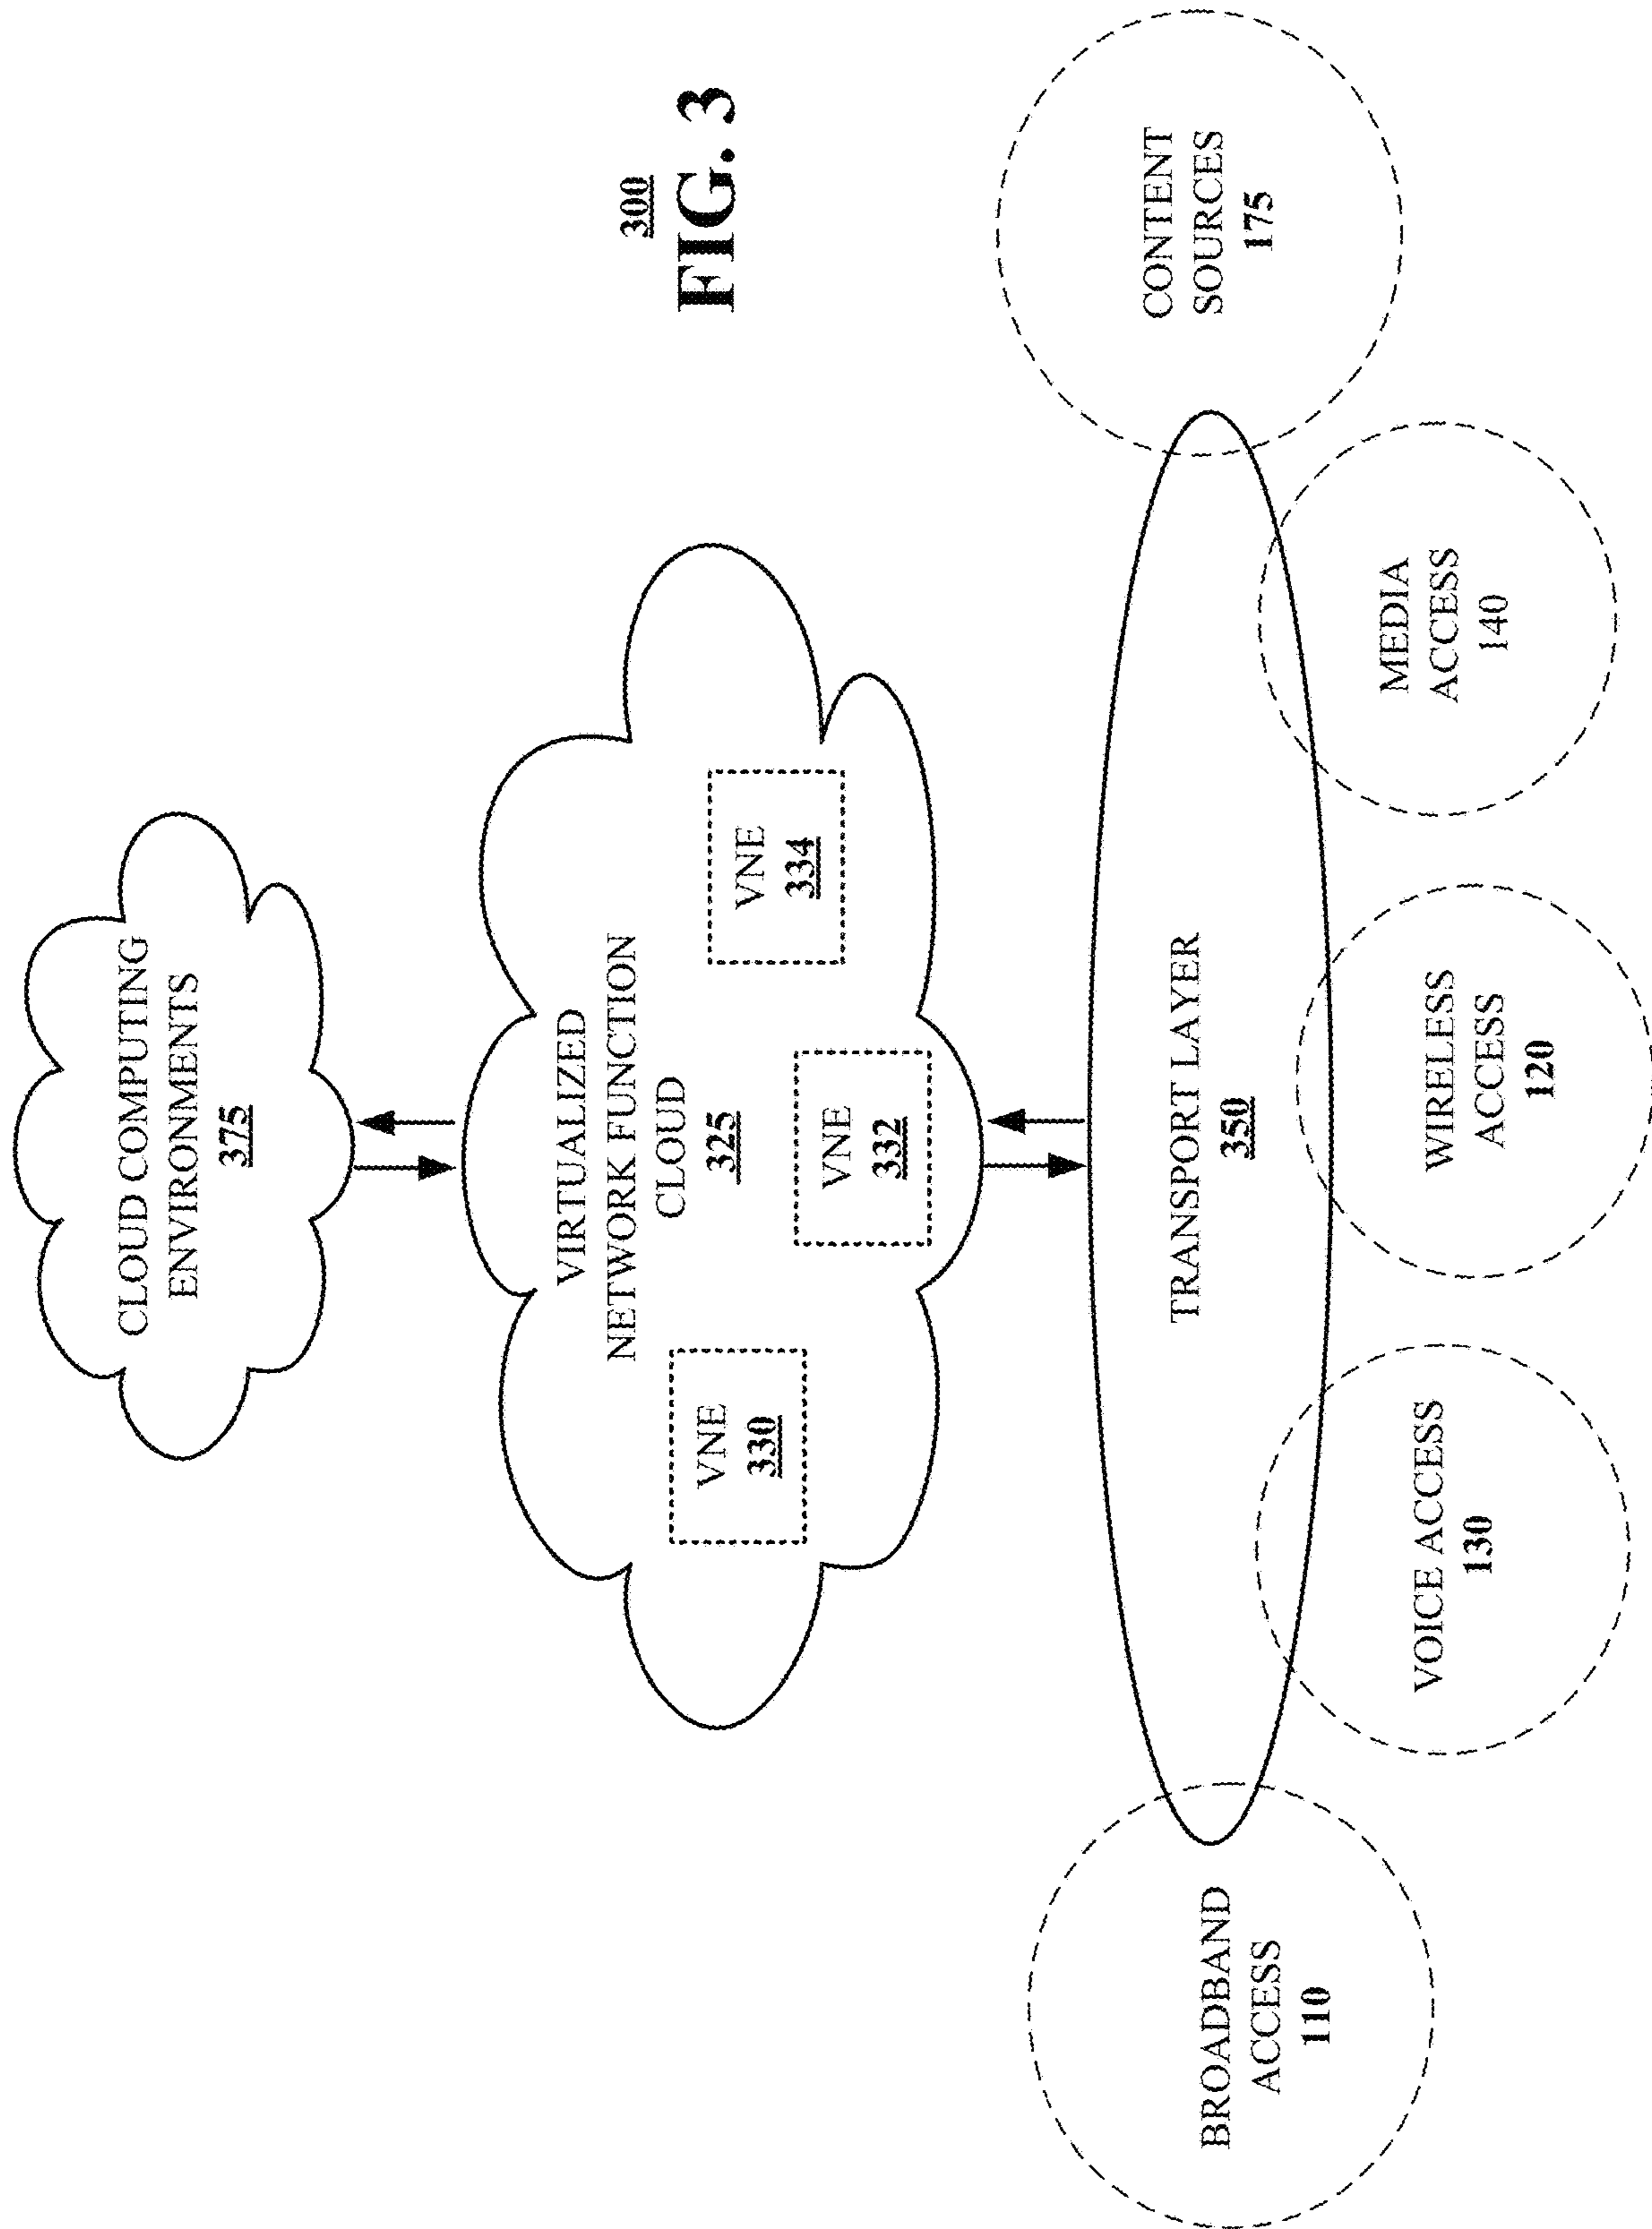 CLOUD COMPUTING
ENVIRONMENTS
375
VIRTUALIZED
NETWORK FUNCTION
CLOUD
325
VNE
330
VNE
332
VNE
334
300
FIG. 3
TRANSPORT LAYER
350
BROADBAND
ACCESS
110
VOICE ACCESS
130
WIRELESS
ACCESS
120
MEDIA
ACCESS
140
CONTENT
SOURCES
175